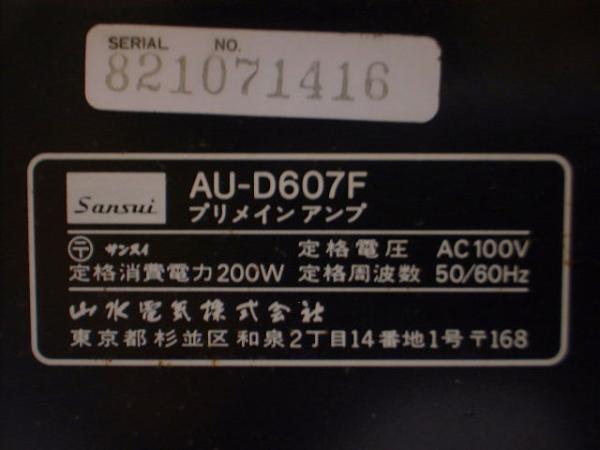 SERIAL NO.
821071416
Sansui
AU-D607F
プリメインアンプ
〒 サンスイ 定格電圧 AC100V
定格消費電力200W 定格周波数 50/60Hz
山水電気株式会社
東京都杉並区和泉2丁目14番地1号〒168